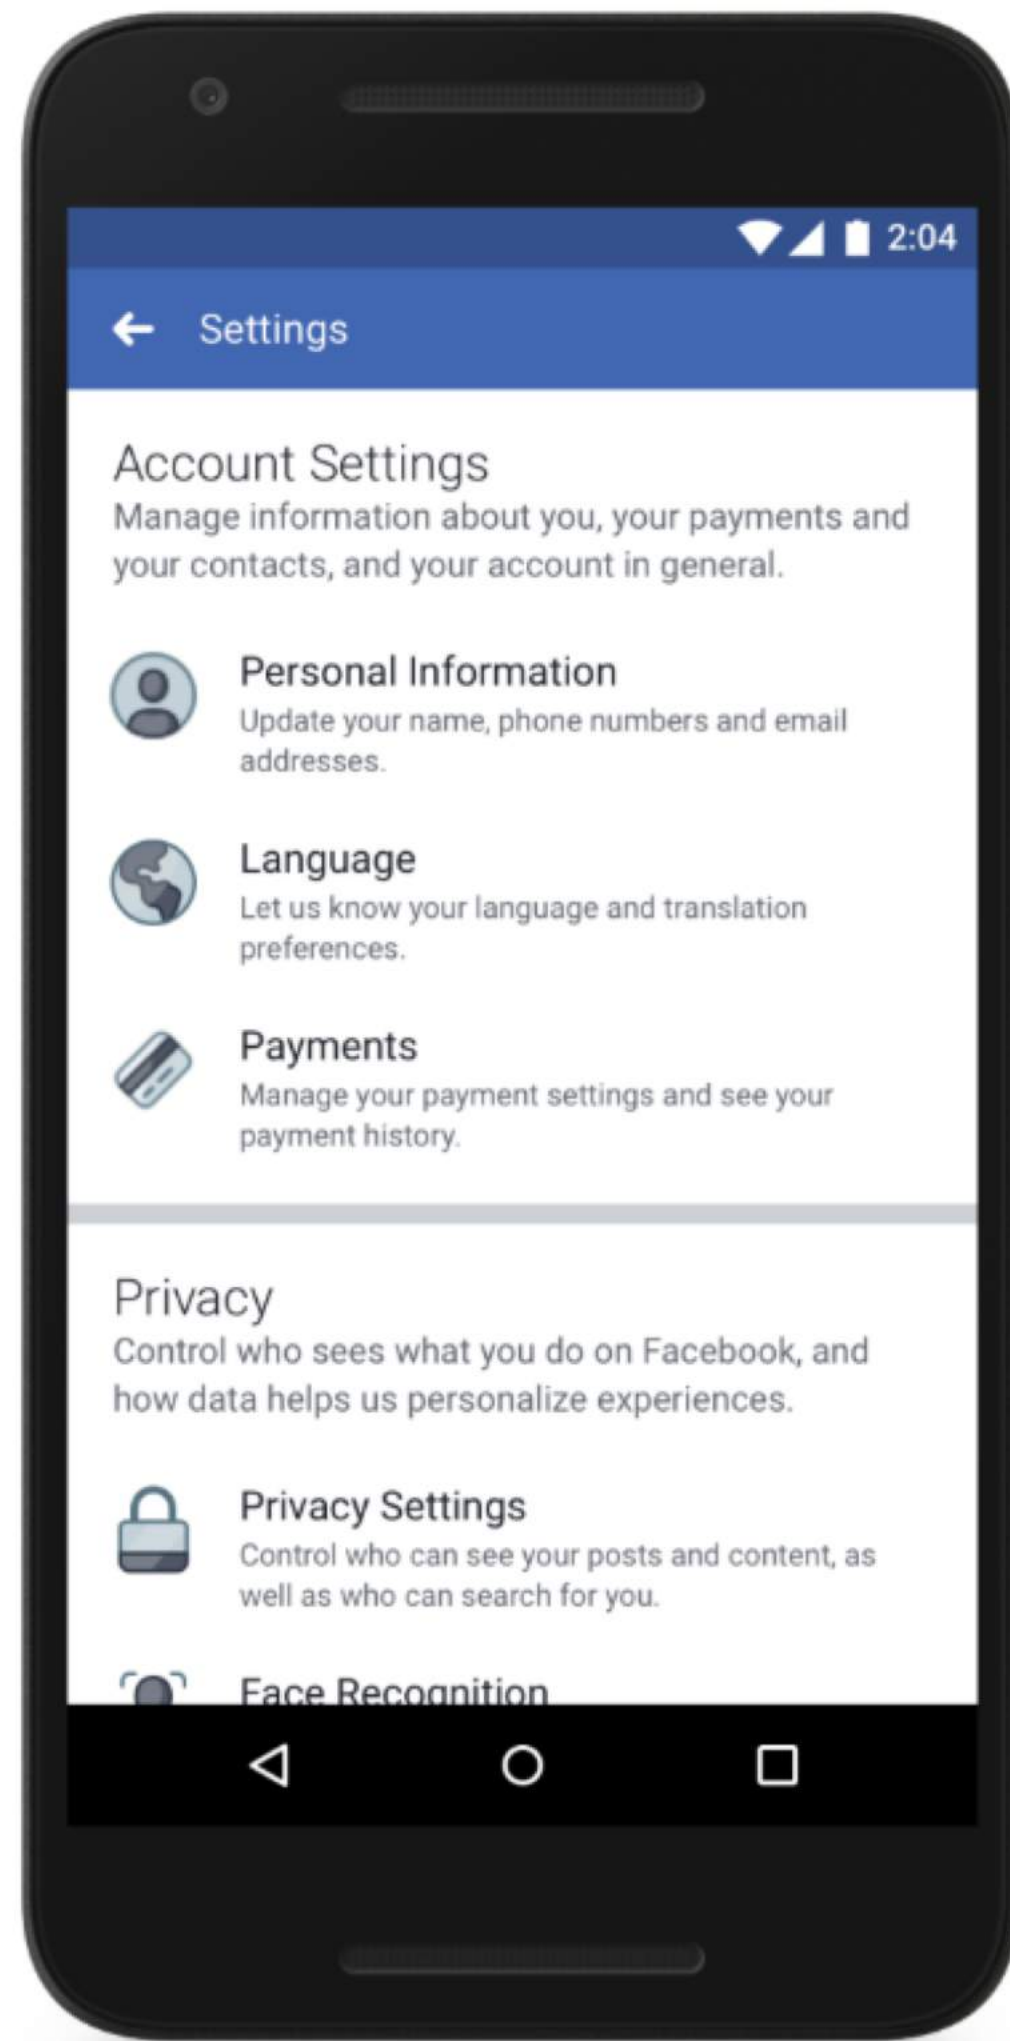 2:04
Settings
Account Settings
Manage information about you, your payments and
your contacts, and your account in general.
Personal Information
Update your name, phone numbers and email
addresses.
Language
Let us know your language and translation
preferences.
Payments
Manage your payment settings and see your
payment history.
Privacy
Control who sees what you do on Facebook, and
how data helps us personalize experiences.
Privacy Settings
Control who can see your posts and content, as
well as who can search for you.
Face Recognition